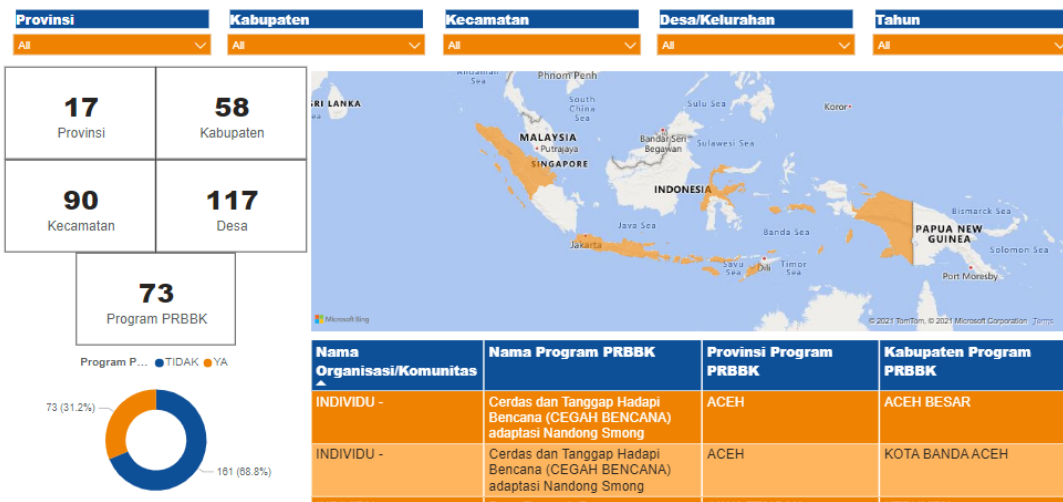 Provinsi
Kabupaten
Kecamatan
Desa/Kelurahan
Tahun
All
All
All
All
All
17
Provinsi
58
Kabupaten
90
Kecamatan
117
Desa
73
Program PRBBK
Program P... TIDAK YA
73 (31.2%)
161 (68.8%)
Andaman
Sea
Phnom Penh
SRI LANKA
South
China
Sea
Sulu Sea
Koror
MALAYSIA
Putrajaya
SINGAPORE
Bandar Seri
Begawan
Sulawesi Sea
INDONESIA
Java Sea
Jakarta
Banda Sea
Savu
Sea
Dili
Timor
Sea
Bismarck Sea
PAPUA NEW
GUINEA
Solomon Sea
Port Moresby
Microsoft Bing
© 2021 TomTom, © 2021 Microsoft Corporation Terms
Nama
Organisasi/Komunitas
Nama Program PRBBK
Provinsi Program
PRBBK
Kabupaten Program
PRBBK
INDIVIDU -
Cerdas dan Tanggap Hadapi
Bencana (CEGAH BENCANA)
adaptasi Nandong Smong
ACEH
ACEH BESAR
INDIVIDU -
Cerdas dan Tanggap Hadapi
Bencana (CEGAH BENCANA)
adaptasi Nandong Smong
ACEH
KOTA BANDA ACEH